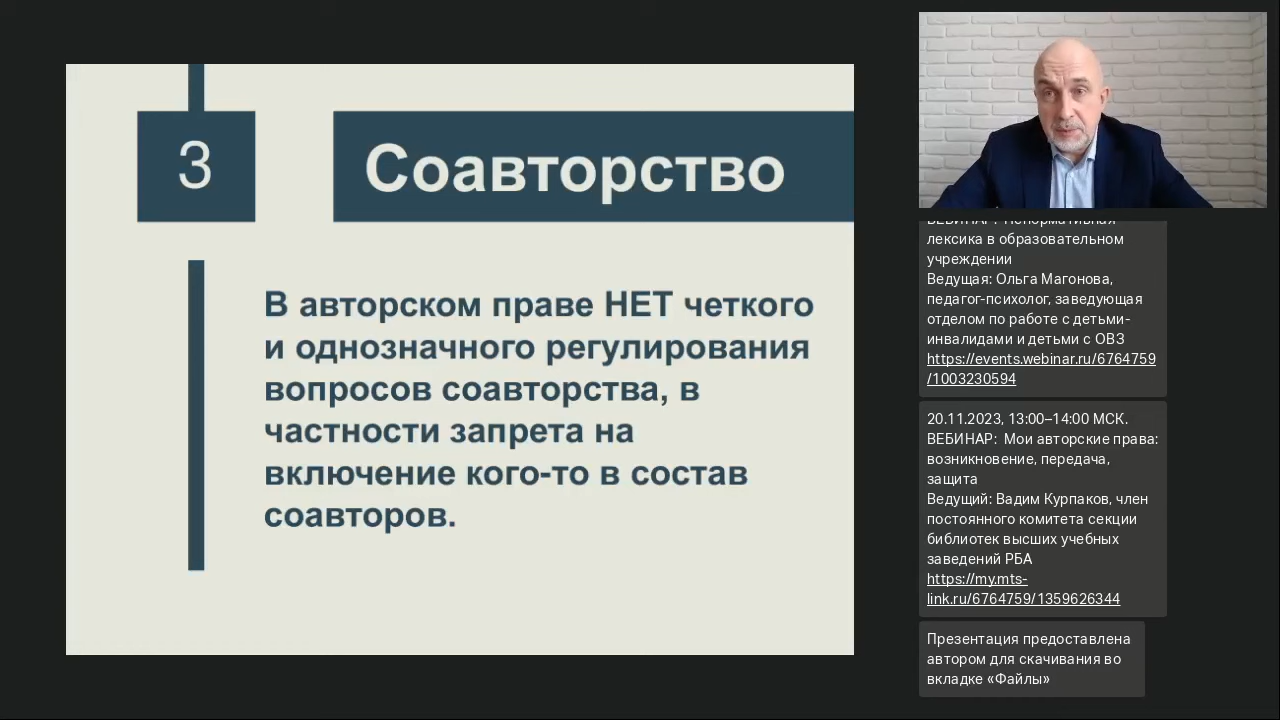 3
Соавторство
В авторском праве НЕТ четкого
и однозначного регулирования
вопросов соавторства, в
частности запрета на
включение кого-то в состав
соавторов.
ВЕБИНАР: Ненормативная
лексика в образовательном
учреждении
Ведущая: Ольга Магонова,
педагог-психолог, заведующая
отделом по работе с детьми-
инвалидами и детьми с ОВЗ
https://events.webinar.ru/6764759
/1003230594
20.11.2023, 13:00–14:00 МСК.
ВЕБИНАР: Мои авторские права:
возникновение, передача,
защита
Ведущий: Вадим Курпаков, член
постоянного комитета секции
библиотек высших учебных
заведений РБА
https://my.mts-
link.ru/6764759/1359626344
Презентация предоставлена
автором для скачивания во
вкладке «Файлы»